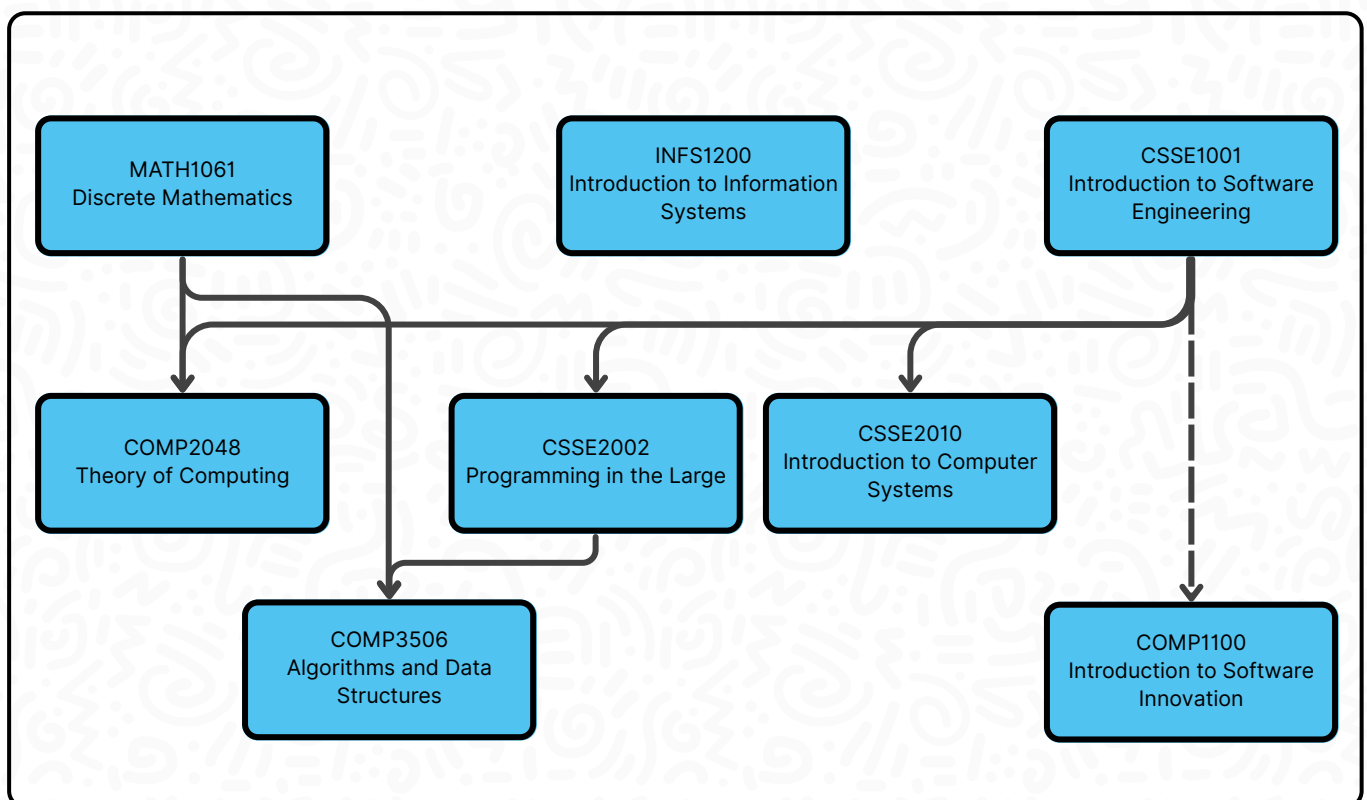 MATH1061
Discrete Mathematics
INFS1200
Introduction to Information
Systems
CSSE1001
Introduction to Software
Engineering
COMP2048
Theory of Computing
CSSE2002
Programming in the Large
CSSE2010
Introduction to Computer
Systems
COMP3506
Algorithms and Data
Structures
COMP1100
Introduction to Software
Innovation